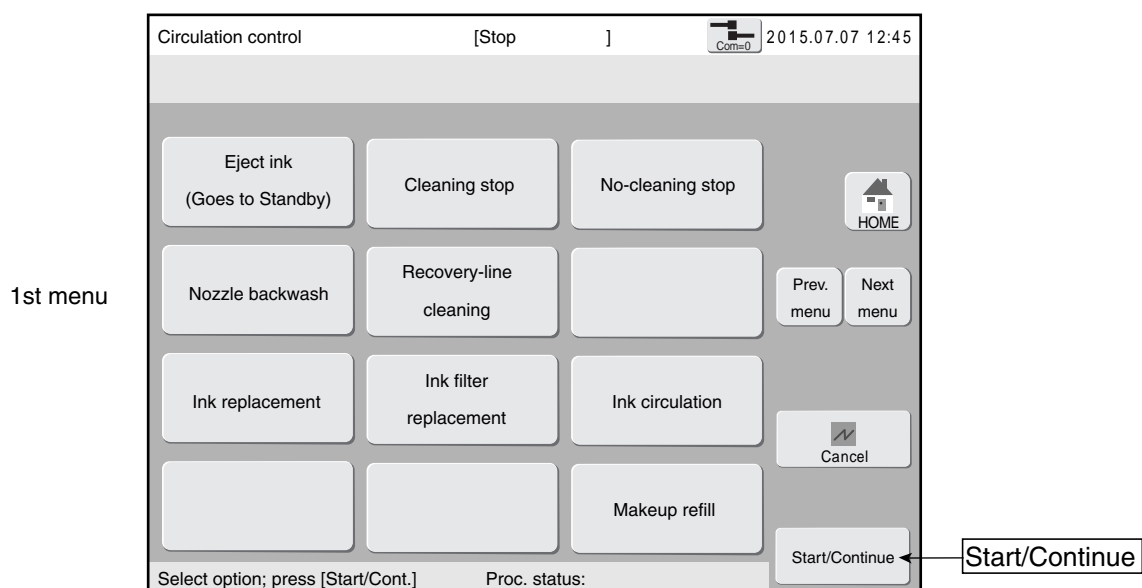 Circulation control [Stop ] Com=0 2015.07.07 12:45
Eject ink
(Goes to Standby)
Cleaning stop
No-cleaning stop
HOME
1st menu
Nozzle backwash
Recovery-line
cleaning
Prev.
menu
Next
menu
Ink replacement
Ink filter
replacement
Ink circulation
Cancel
Makeup refill
Start/Continue
Start/Continue
Select option; press [Start/Cont.] Proc. status: